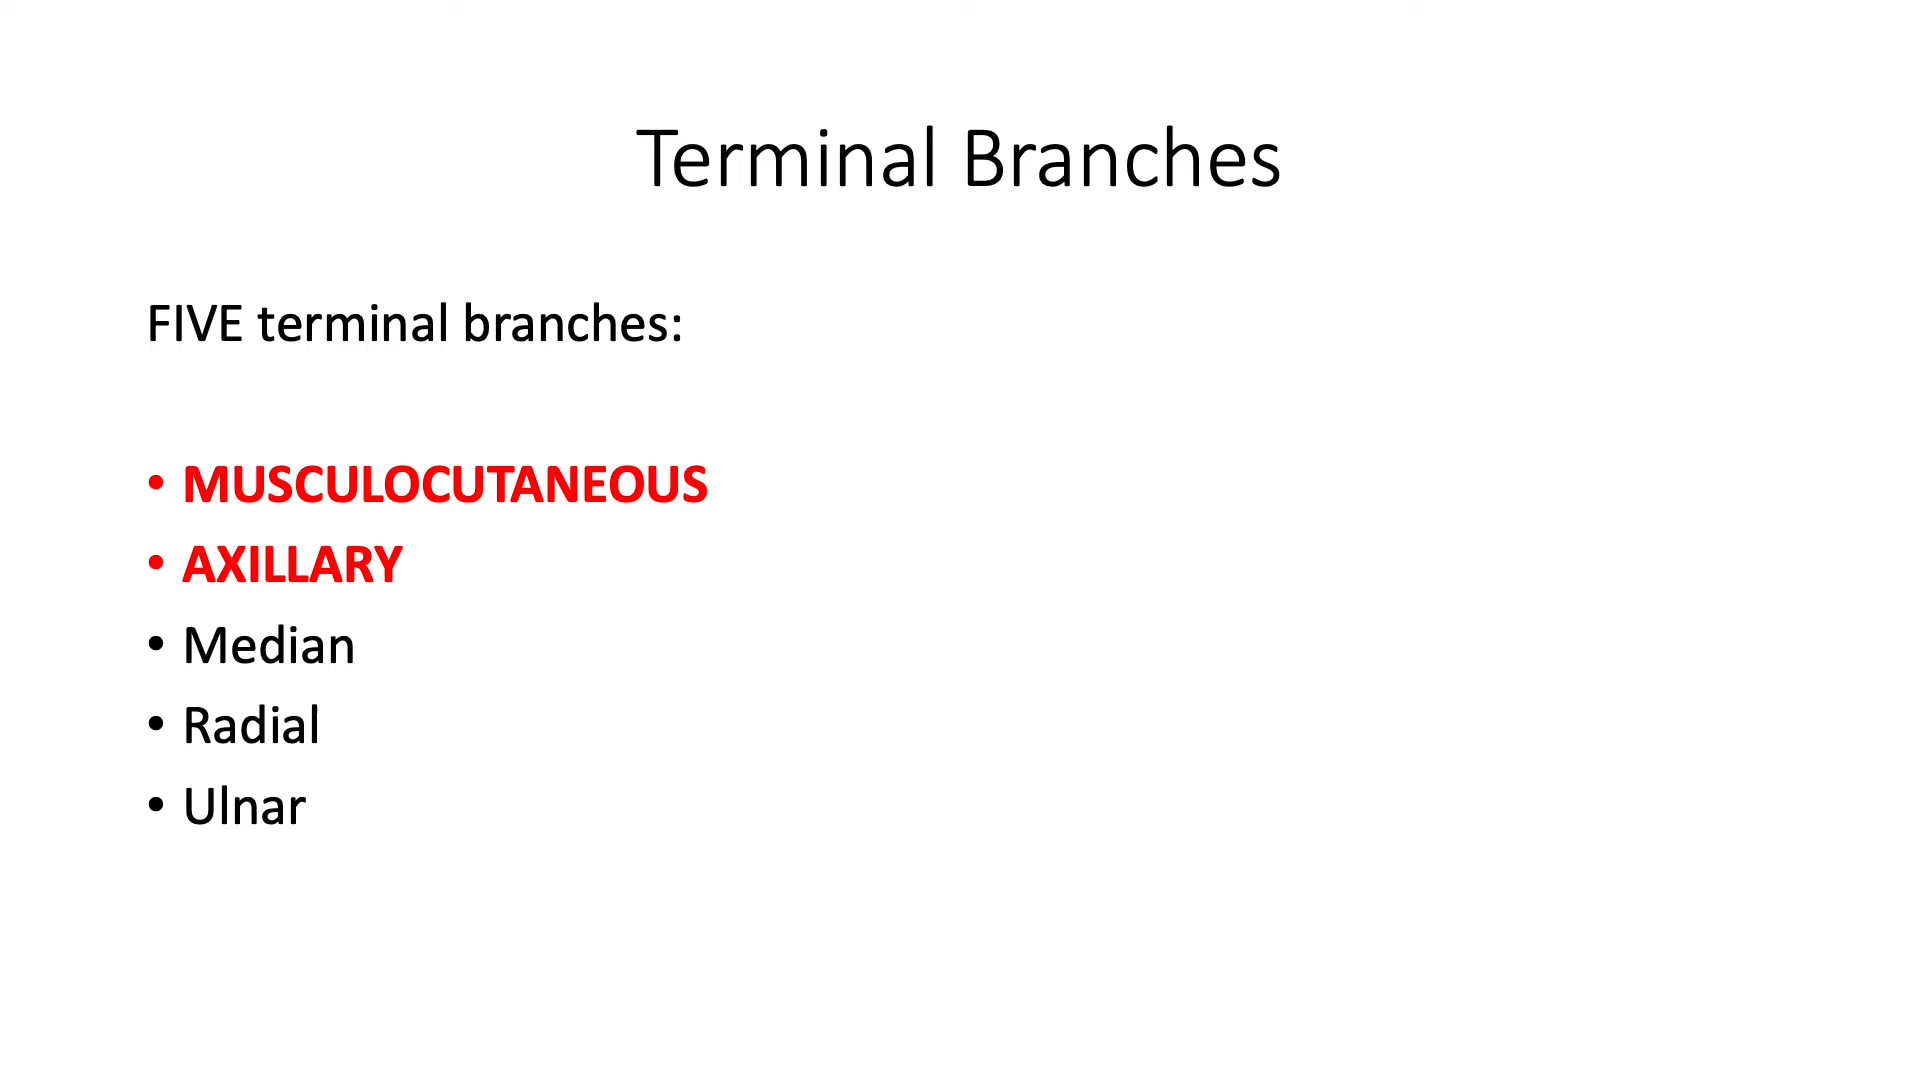 Terminal Branches
FIVE terminal branches:
• MUSCULOCUTANEOUS
• AXILLARY
• Median
• Radial
• Ulnar